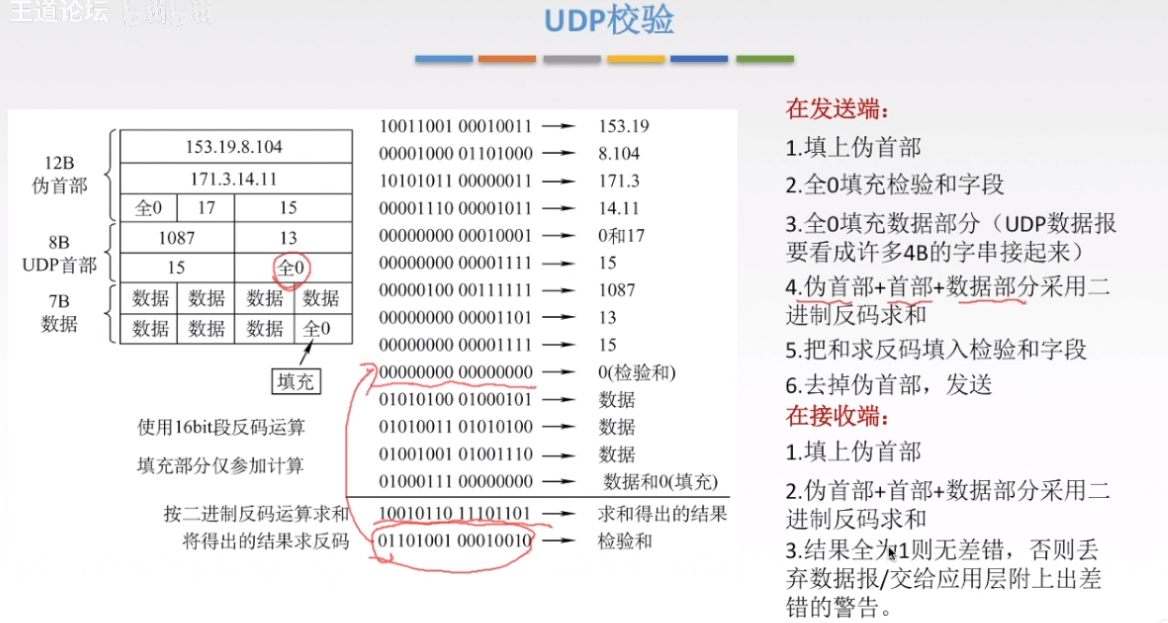 王道论坛 bilibili
UDP校验
12B
伪首部
8B
UDP首部
7B
数据
153.19.8.104
171.3.14.11
全0 17 15
1087 13
15 全0
数据 数据 数据 数据
数据 数据 数据 全0
填充
使用16bit段反码运算
填充部分仅参加计算
10011001 00010011 → 153.19
00001000 01101000 → 8.104
10101011 00000011 → 171.3
00001110 00001011 → 14.11
00000000 00010001 → 0和17
00000000 00001111 → 15
00000100 00111111 → 1087
00000000 00001101 → 13
00000000 00001111 → 15
00000000 00000000 → 0(检验和)
01010100 01000101 → 数据
01010011 01010100 → 数据
01001001 01001110 → 数据
01000111 00000000 → 数据和0(填充)
按二进制反码运算求和 10010110 11101101 → 求和得出的结果
将得出的结果求反码 01101001 00010010 → 检验和
在发送端：
1.填上伪首部
2.全0填充检验和字段
3.全0填充数据部分（UDP数据报
要看成许多4B的字串接起来）
4.伪首部+首部+数据部分采用二
进制反码求和
5.把和求反码填入检验和字段
6.去掉伪首部，发送
在接收端：
1.填上伪首部
2.伪首部+首部+数据部分采用二
进制反码求和
3.结果全为1则无差错，否则丢
弃数据报/交给应用层附上出差
错的警告。